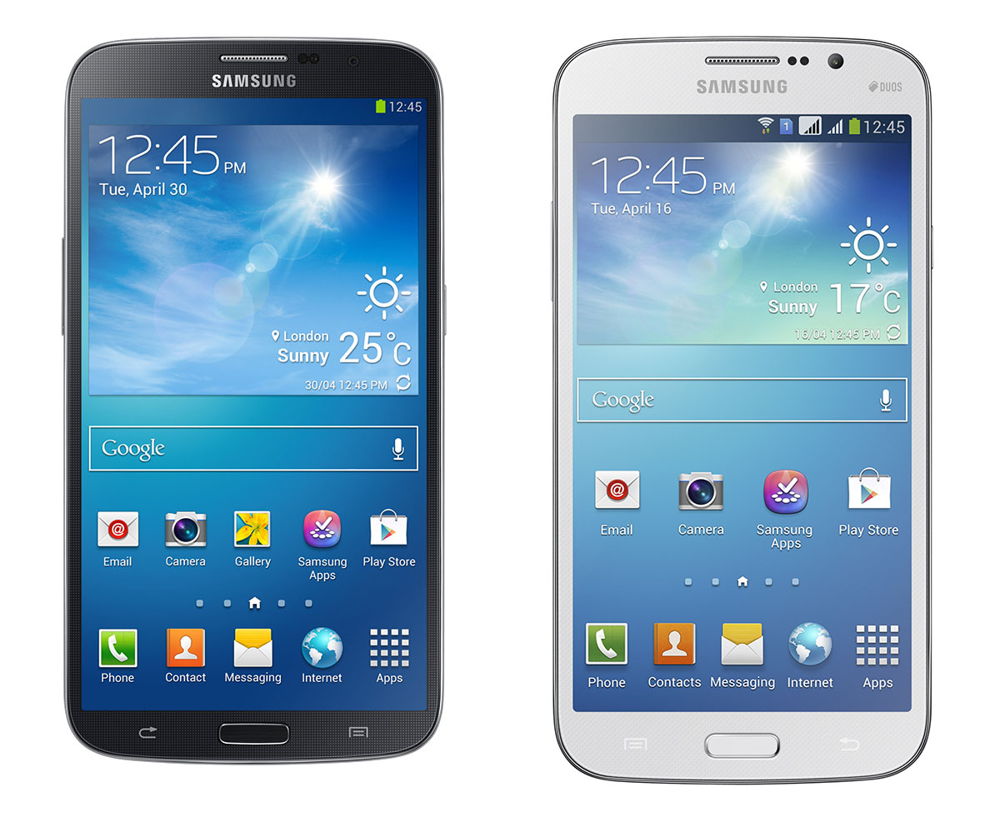 SAMSUNG
12:45
12:45 PM
Tue, April 30
London
Sunny 25°C
30/04 12:45 PM
Google
@
Email
Camera
Gallery
Samsung
Apps
Play Store
Phone
Contact
Messaging
Internet
Apps
SAMSUNG
DUOS
1
12:45
12:45 PM
Tue, April 16
London
Sunny 17°C
16/04 12:45 PM
Google
@
Email
Camera
Samsung
Apps
Play Store
Phone
Contacts
Messaging
Internet
Apps